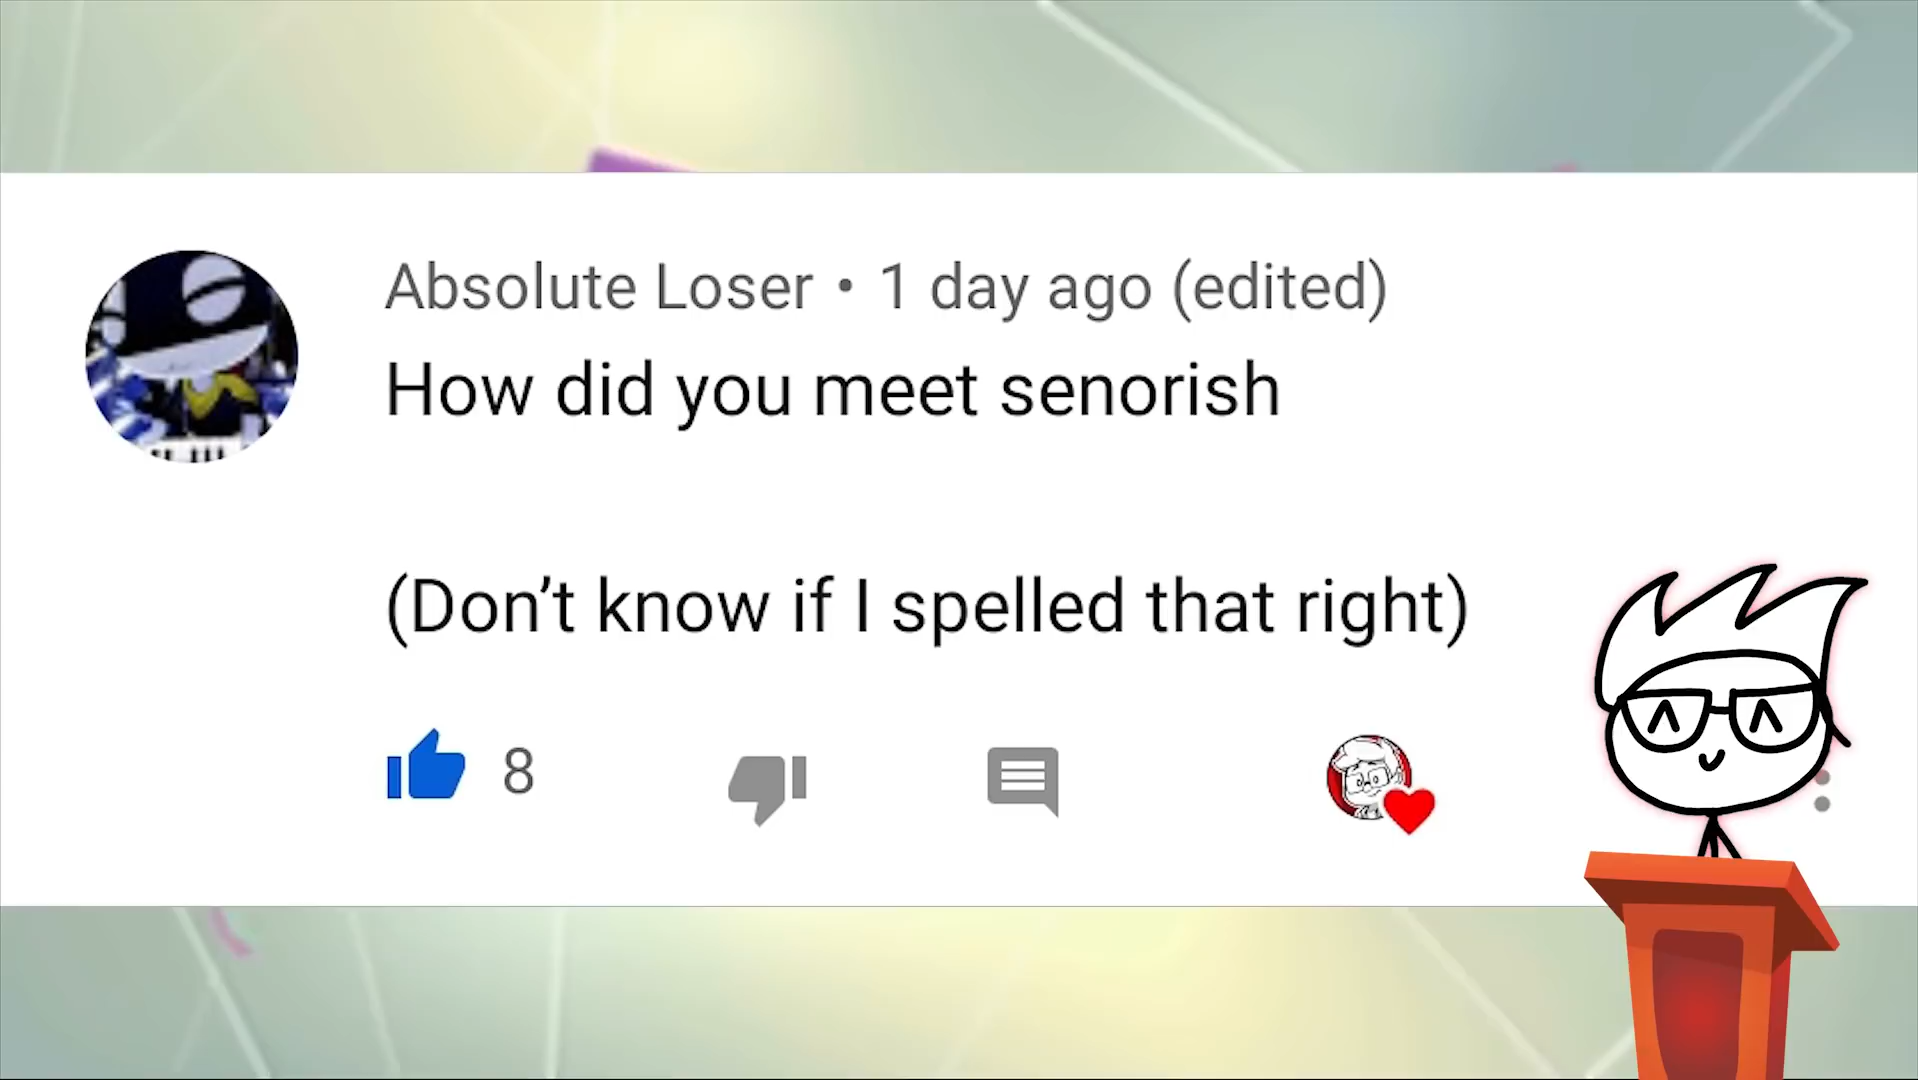 Absolute Loser • 1 day ago (edited)
How did you meet senorish
(Don’t know if I spelled that right)
8